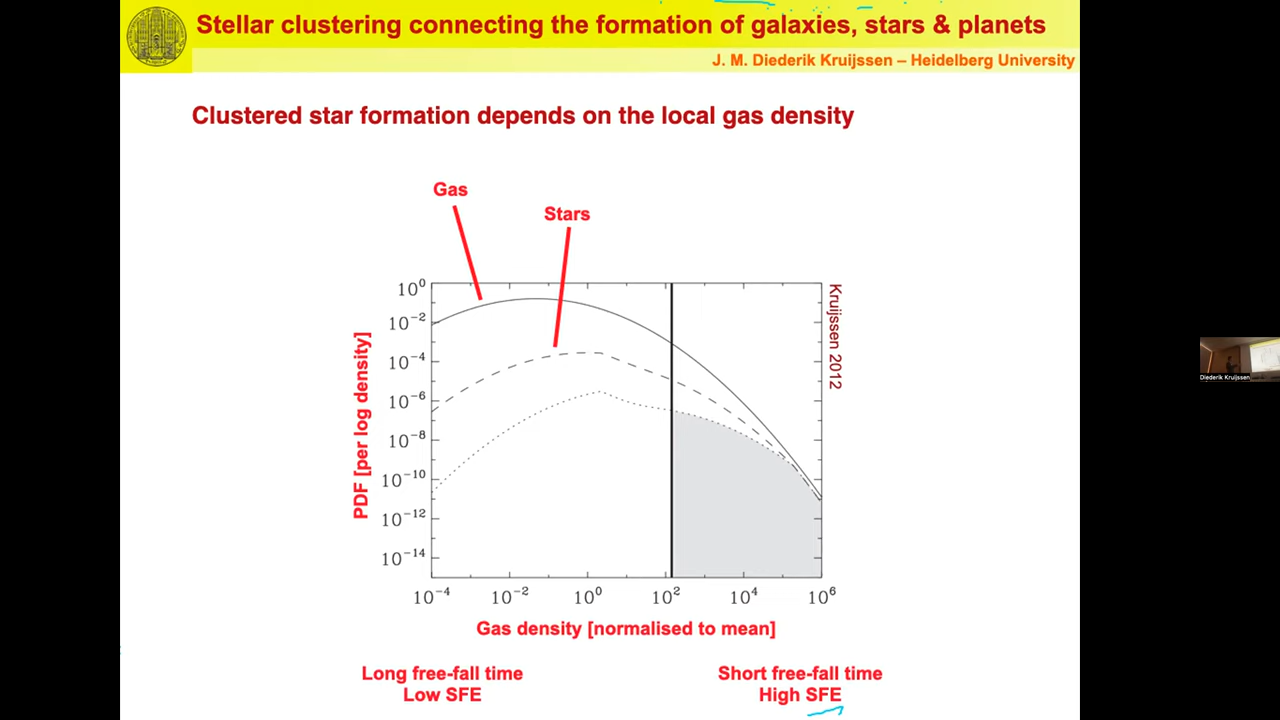 Stellar clustering connecting the formation of galaxies, stars & planets
J. M. Diederik Kruijssen – Heidelberg University
Clustered star formation depends on the local gas density
Gas
Stars
10^0
10^-2
10^-4
10^-6
10^-8
10^-10
10^-12
10^-14
PDF [per log density]
Kruijssen 2012
10^-4 10^-2 10^0 10^2 10^4 10^6
Gas density [normalised to mean]
Long free-fall time
Low SFE
Short free-fall time
High SFE
Diederik Kruijssen